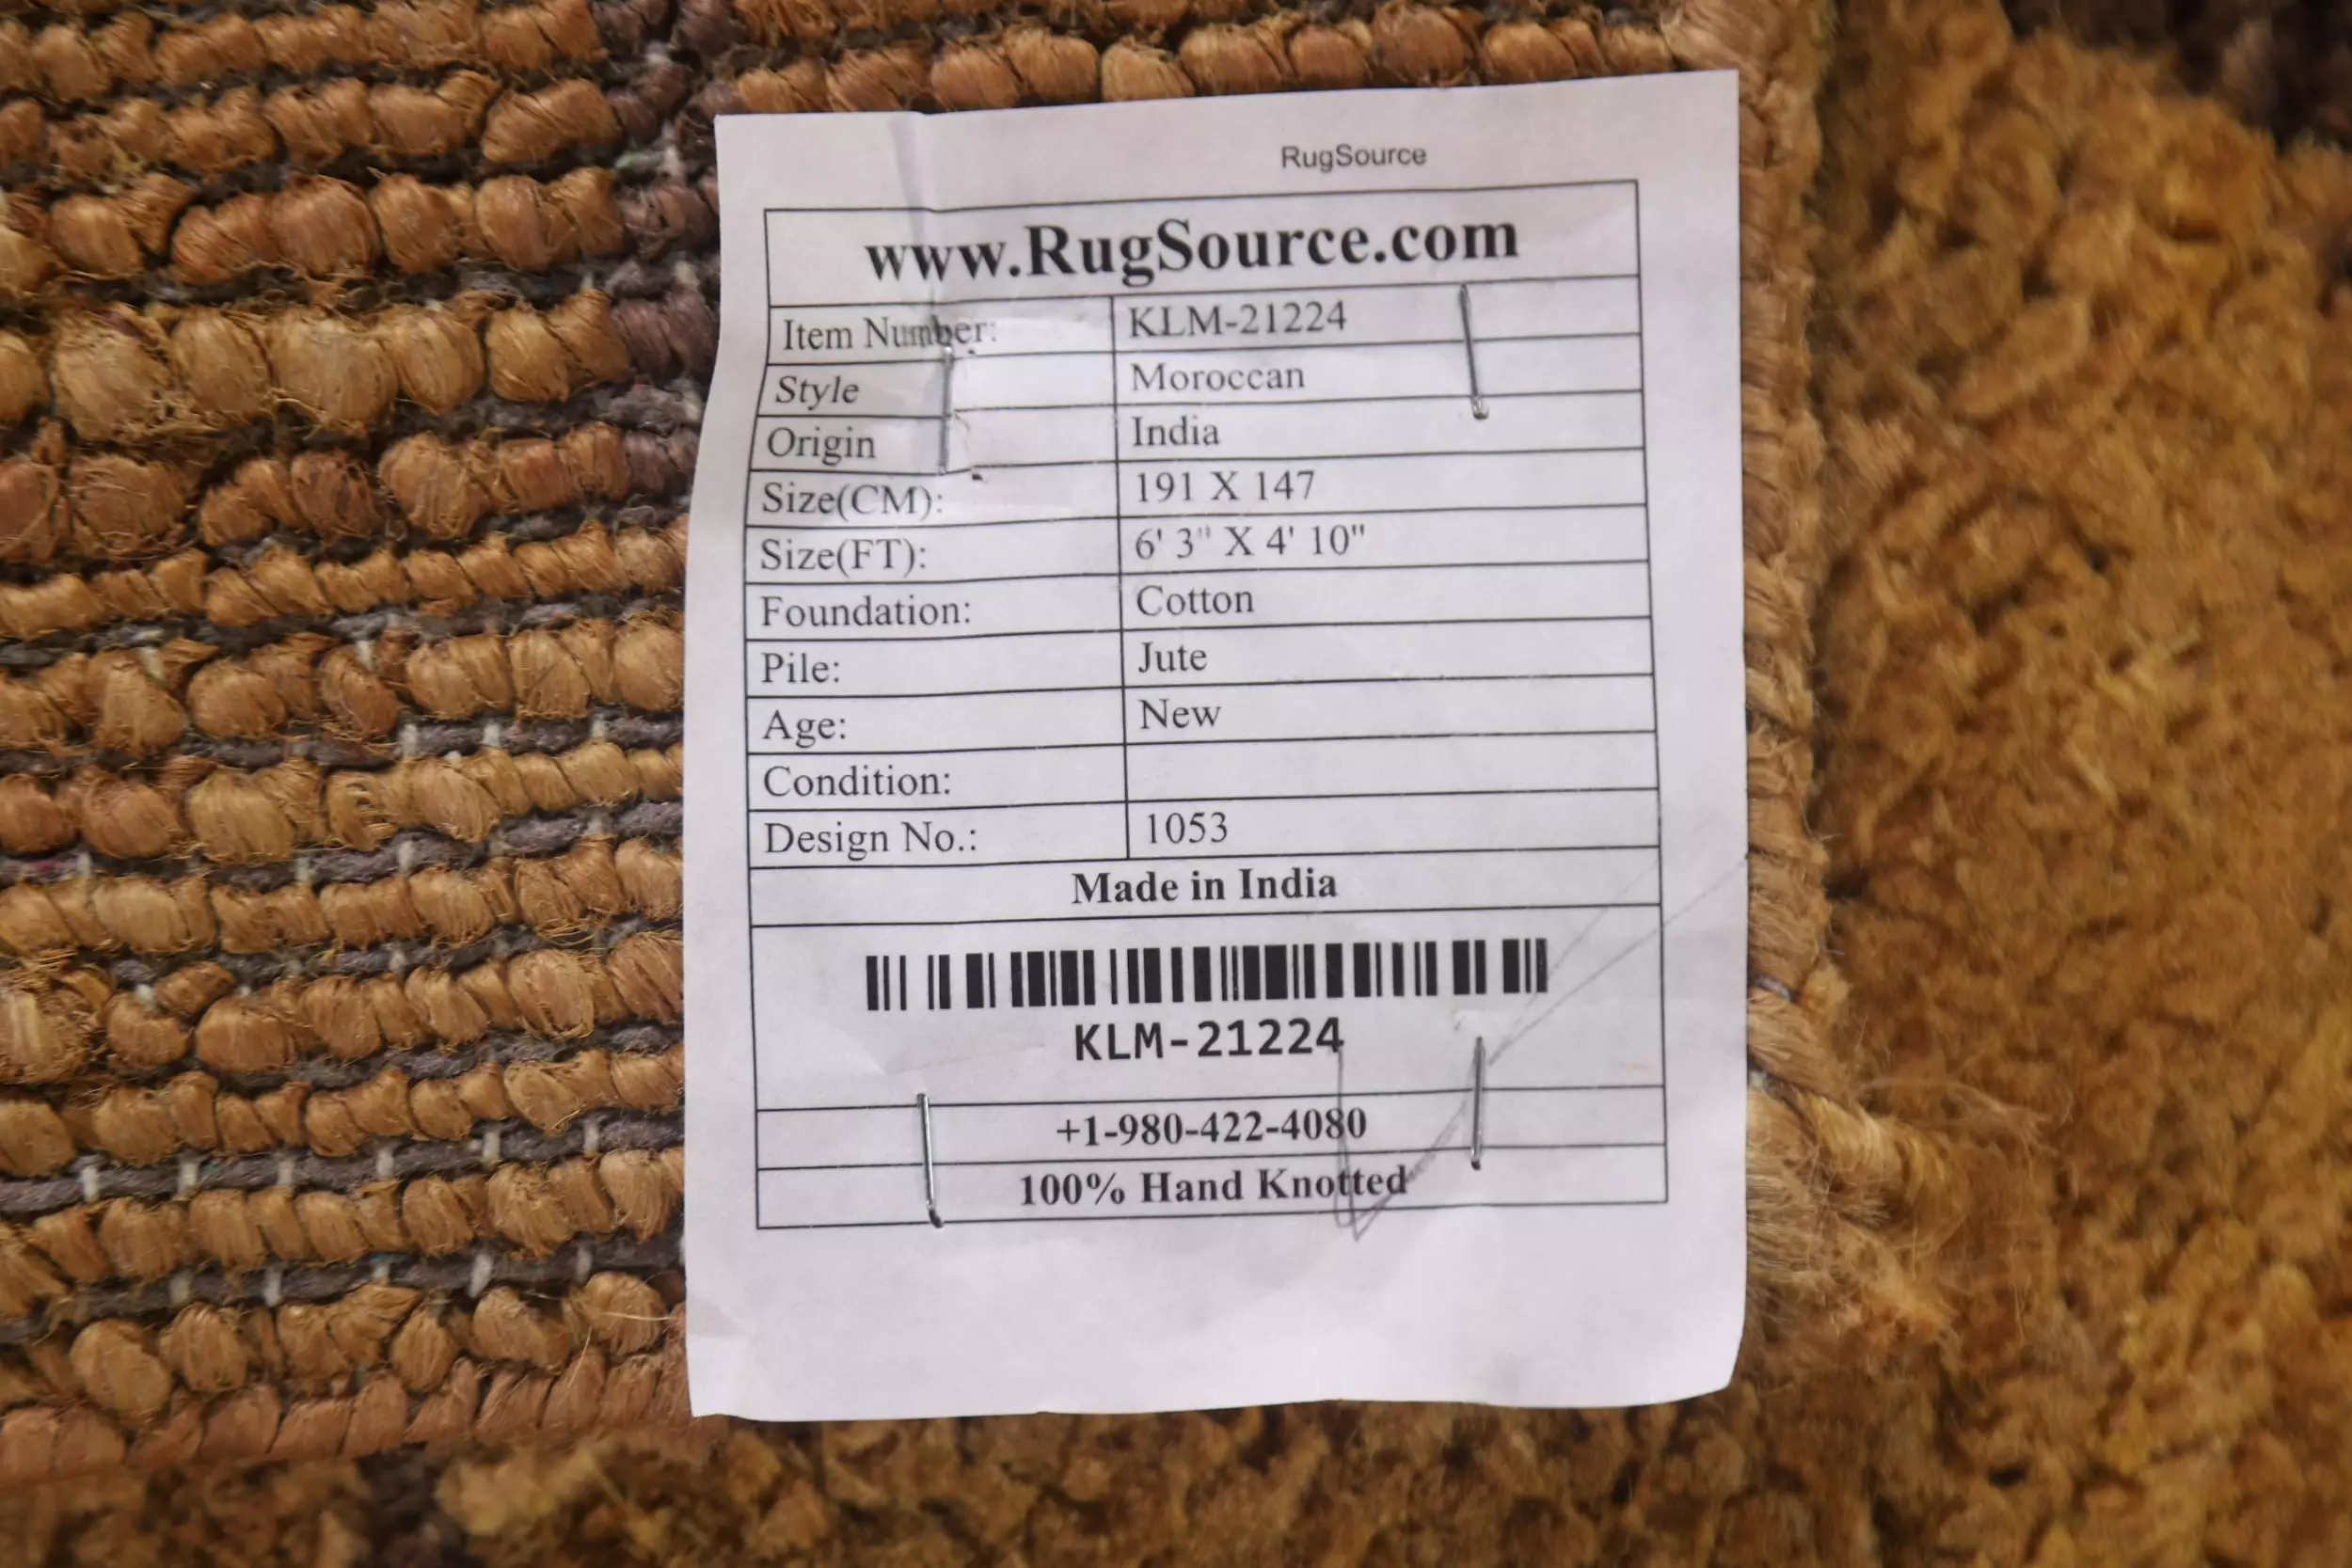 RugSource
www.RugSource.com
Item Number: KLM-21224
Style Moroccan
Origin India
Size(CM): 191 X 147
Size(FT): 6' 3" X 4' 10"
Foundation: Cotton
Pile: Jute
Age: New
Condition:
Design No.: 1053
Made in India
KLM-21224
+1-980-422-4080
100% Hand Knotted